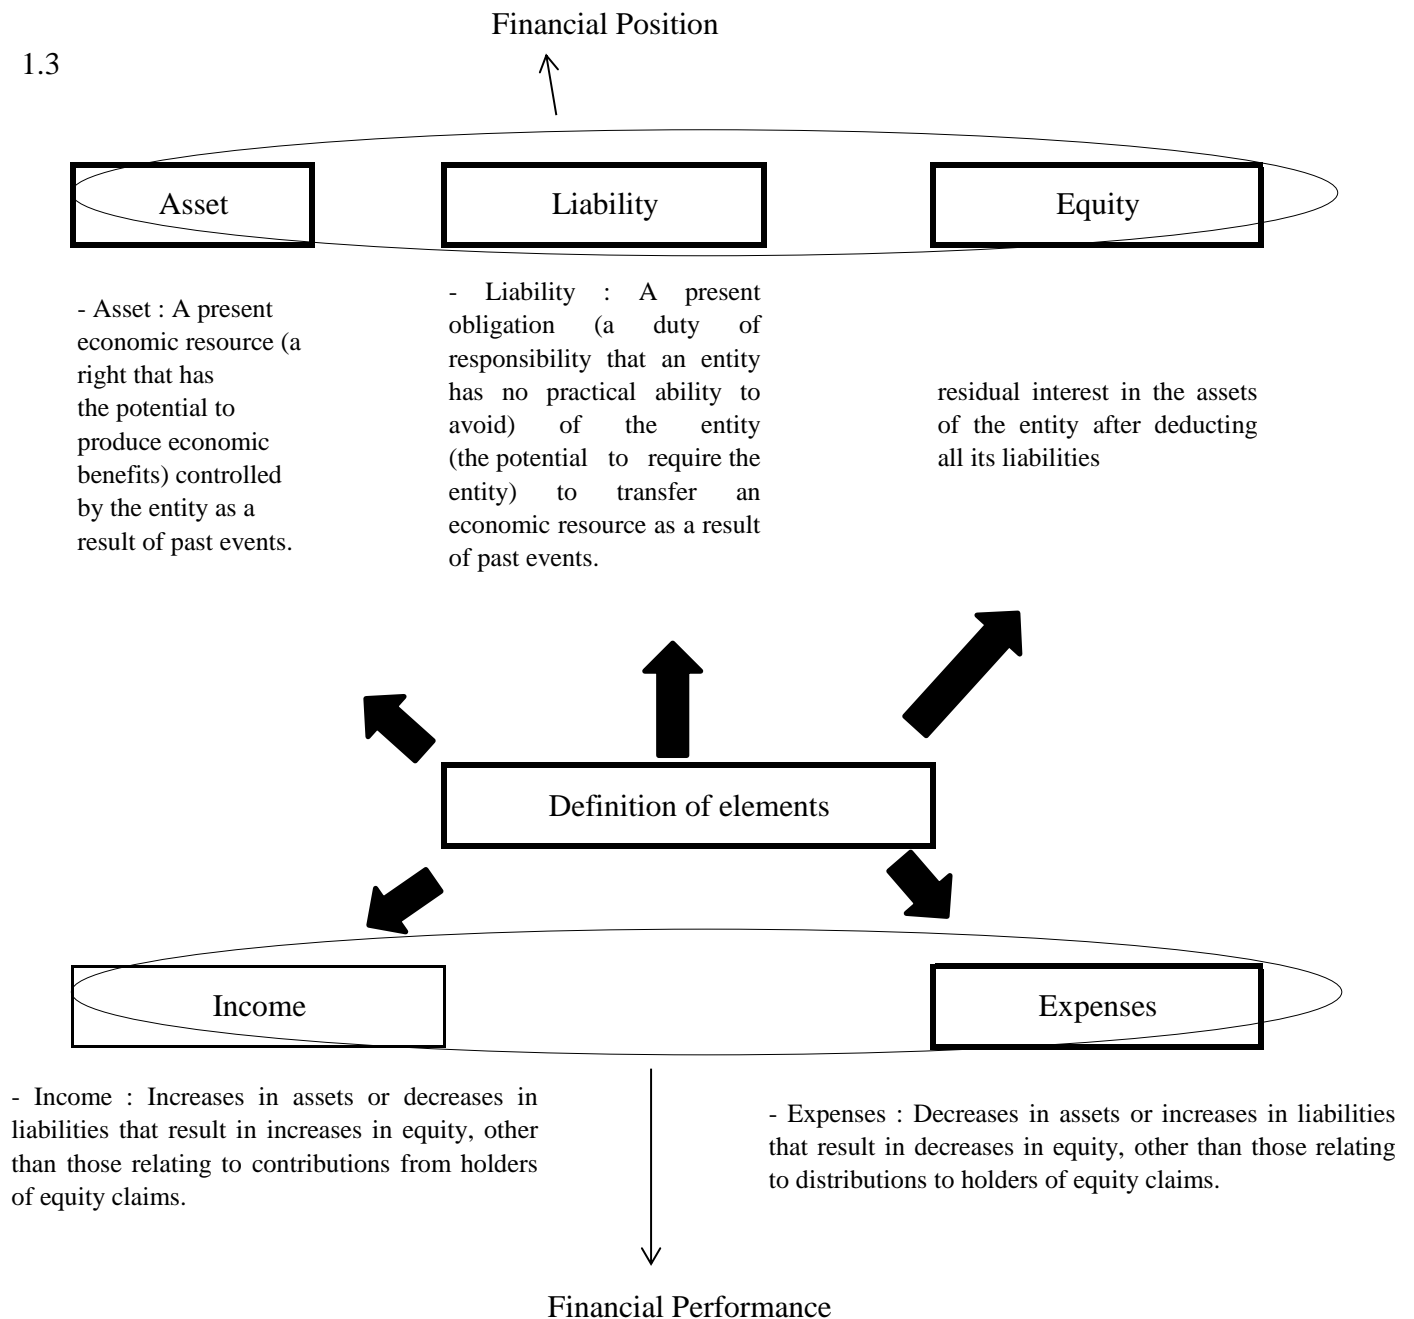 Financial Position
1.3
Asset
Liability
Equity
- Asset : A present
economic resource (a
right that has
the potential to
produce economic
benefits) controlled
by the entity as a
result of past events.
- Liability : A present
obligation (a duty of
responsibility that an entity
has no practical ability to
avoid) of the entity
(the potential to require the
entity) to transfer an
economic resource as a result
of past events.
residual interest in the assets
of the entity after deducting
all its liabilities
Definition of elements
Income
Expenses
- Income : Increases in assets or decreases in
liabilities that result in increases in equity, other
than those relating to contributions from holders
of equity claims.
- Expenses : Decreases in assets or increases in liabilities
that result in decreases in equity, other than those relating
to distributions to holders of equity claims.
Financial Performance